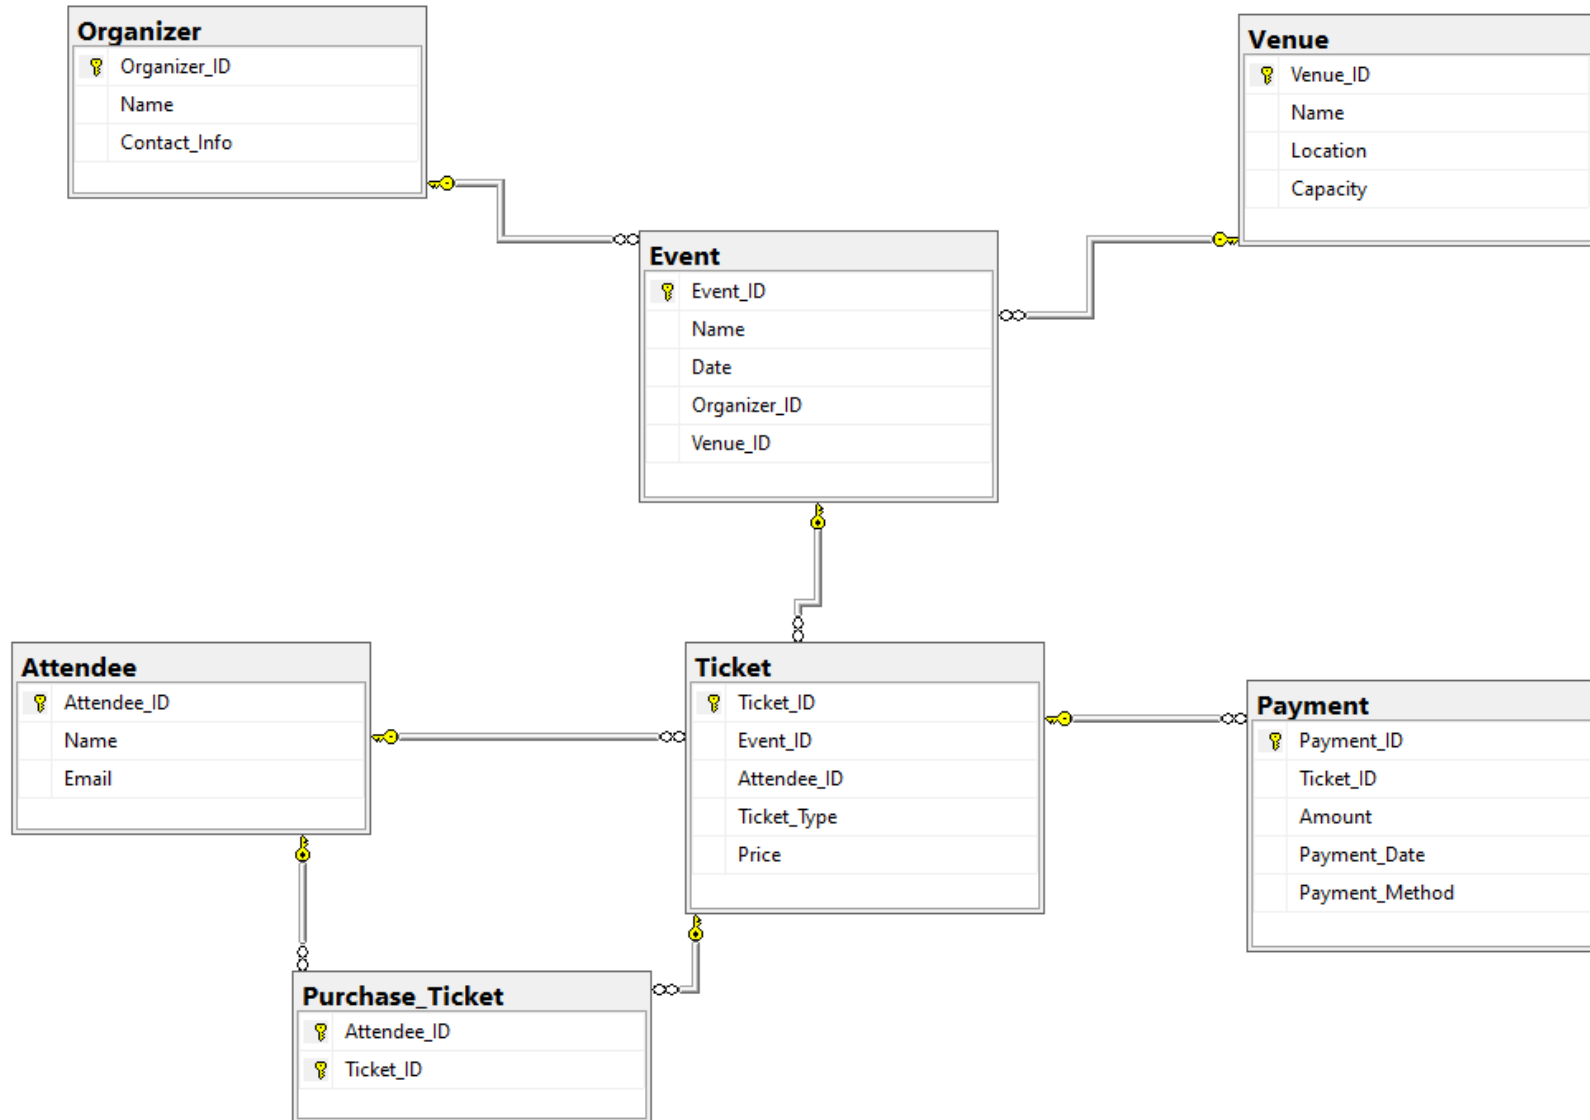 Organizer
Organizer_ID
Name
Contact_Info
Venue
Venue_ID
Name
Location
Capacity
Event
Event_ID
Name
Date
Organizer_ID
Venue_ID
Attendee
Attendee_ID
Name
Email
Ticket
Ticket_ID
Event_ID
Attendee_ID
Ticket_Type
Price
Payment
Payment_ID
Ticket_ID
Amount
Payment_Date
Payment_Method
Purchase_Ticket
Attendee_ID
Ticket_ID